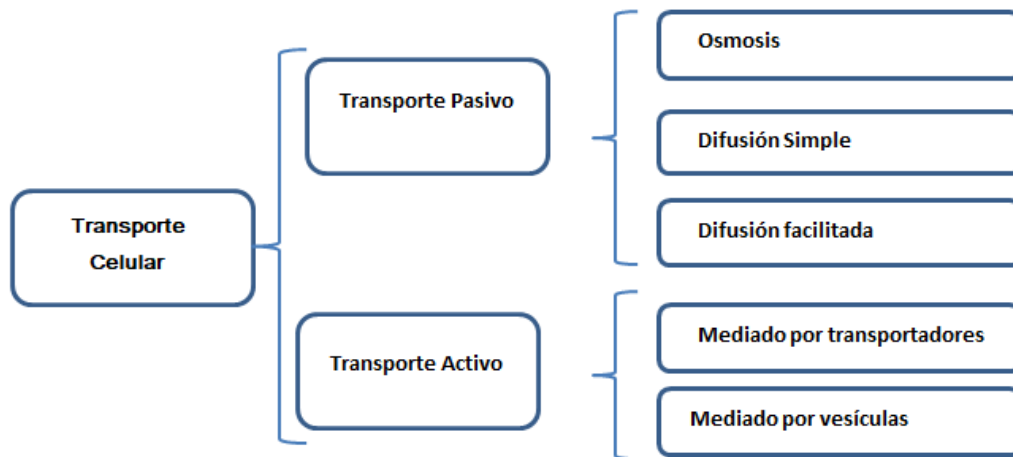 Transporte
Celular
Transporte Pasivo
Osmosis
Difusión Simple
Difusión facilitada
Transporte Activo
Mediado por transportadores
Mediado por vesículas